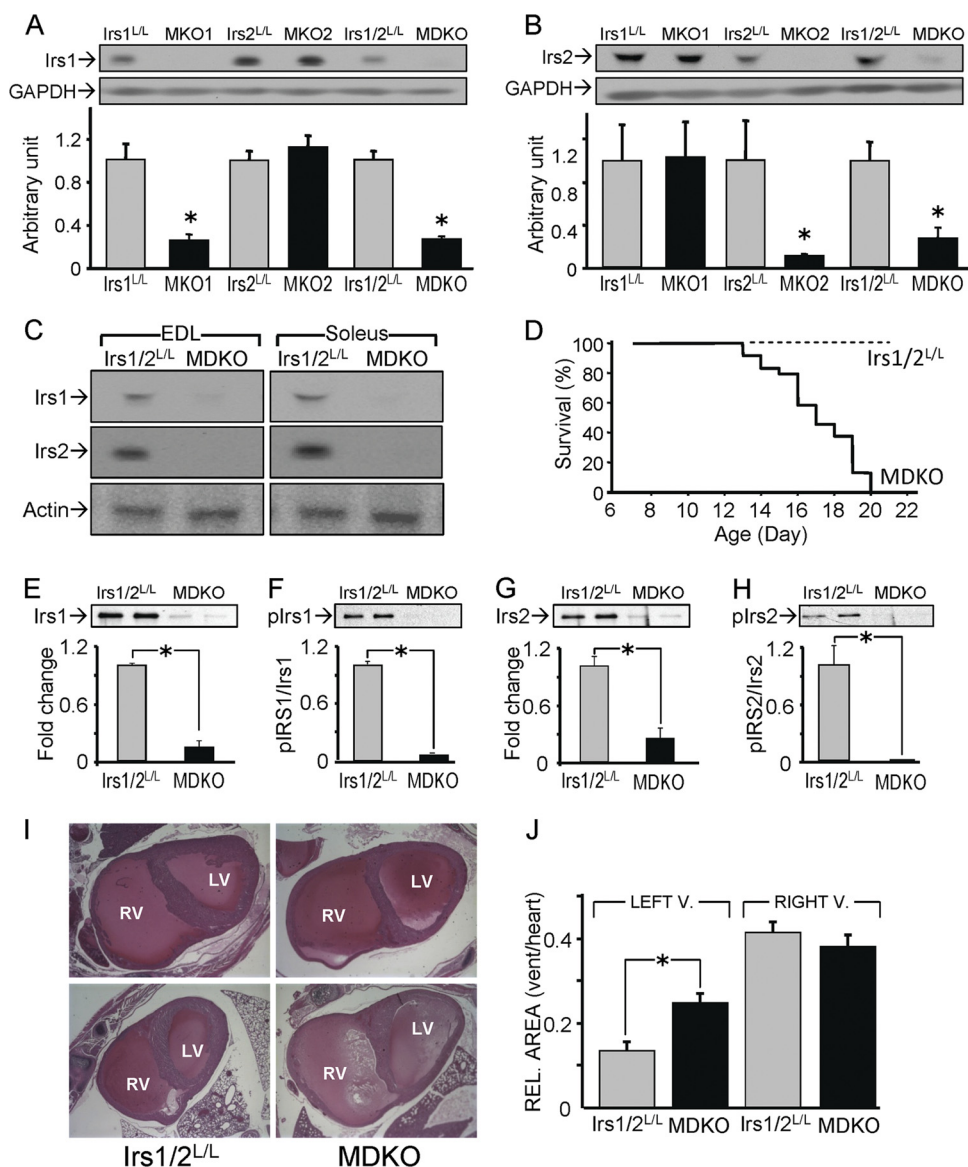 A
Irs1L/L MKO1 Irs2L/L MKO2 Irs1/2L/L MDKO
Irs1→
GAPDH→
Arbitrary unit
1.2
0.8
0.4
0
*
*
Irs1L/L MKO1 Irs2L/L MKO2 Irs1/2L/L MDKO
B
Irs1L/L MKO1 Irs2L/L MKO2 Irs1/2L/L MDKO
Irs2→
GAPDH→
Arbitrary unit
1.2
0.8
0.4
0
*
*
Irs1L/L MKO1 Irs2L/L MKO2 Irs1/2L/L MDKO
C
EDL Soleus
Irs1/2L/L MDKO Irs1/2L/L MDKO
Irs1→
Irs2→
Actin→
D
Survival (%)
100
80
60
40
20
0
Irs1/2L/L
MDKO
6 8 10 12 14 16 18 20 22
Age (Day)
E
Irs1/2L/L MDKO
Irs1→
Fold change
1.2
0.6
0
*
Irs1/2L/L MDKO
F
Irs1/2L/L MDKO
pIrs1→
pIRS1/Irs1
1.2
0.6
0
*
Irs1/2L/L MDKO
G
Irs1/2L/L MDKO
Irs2→
Fold change
1.2
0.6
0
*
Irs1/2L/L MDKO
H
Irs1/2L/L MDKO
pIrs2→
pIRS2/Irs2
1.2
0.6
0
*
Irs1/2L/L MDKO
I
RV LV
RV LV
RV LV
RV LV
Irs1/2L/L MDKO
J
REL. AREA (vent/heart)
0.4
0.2
0
LEFT V. RIGHT V.
*
Irs1/2L/L MDKO Irs1/2L/L MDKO